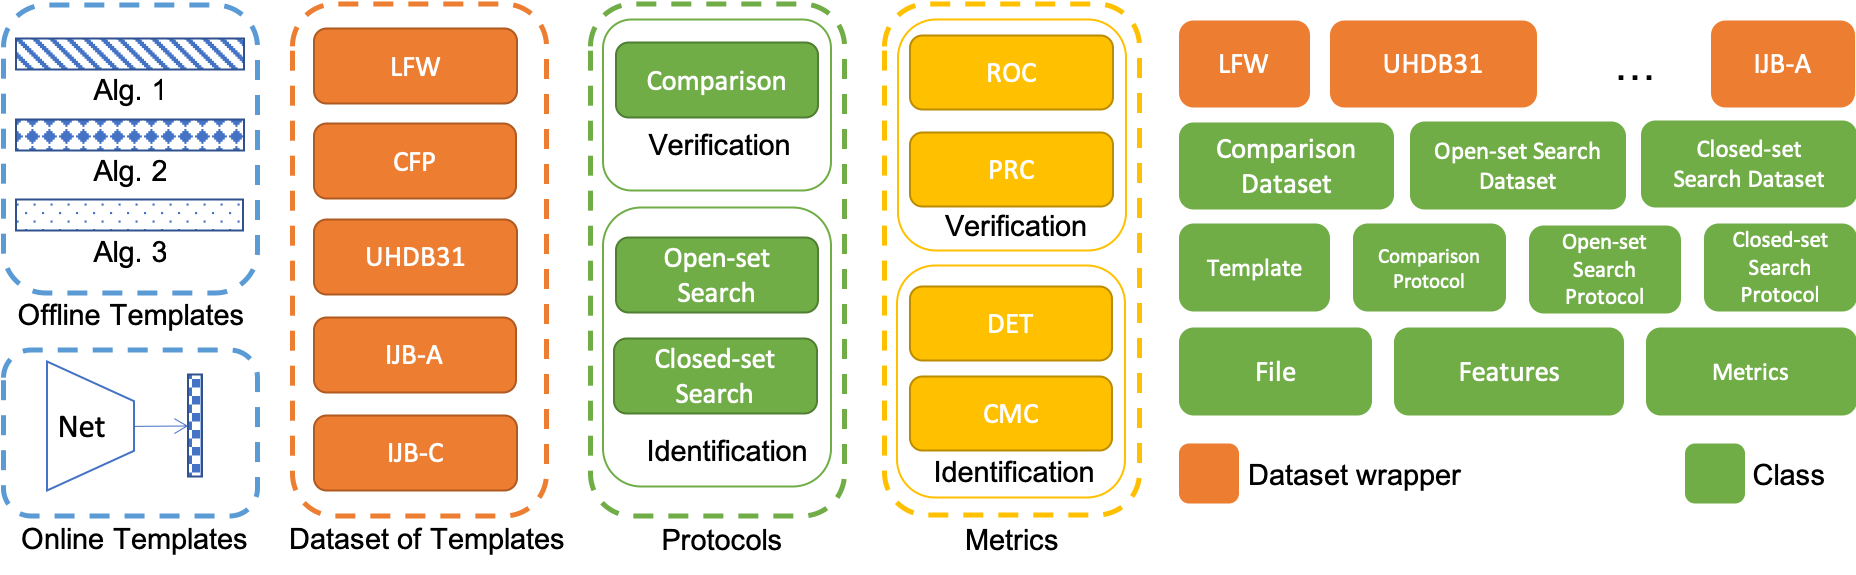 Alg. 1
Alg. 2
Alg. 3
Offline Templates
Net
Online Templates
LFW
CFP
UHDB31
IJB-A
IJB-C
Dataset of Templates
Comparison
Verification
Open-set
Search
Closed-set
Search
Identification
Protocols
ROC
PRC
Verification
DET
CMC
Identification
Metrics
LFW
UHDB31
...
IJB-A
Comparison
Dataset
Open-set Search
Dataset
Closed-set
Search Dataset
Template
Comparison
Protocol
Open-set
Search
Protocol
Closed-set
Search
Protocol
File
Features
Metrics
Dataset wrapper
Class